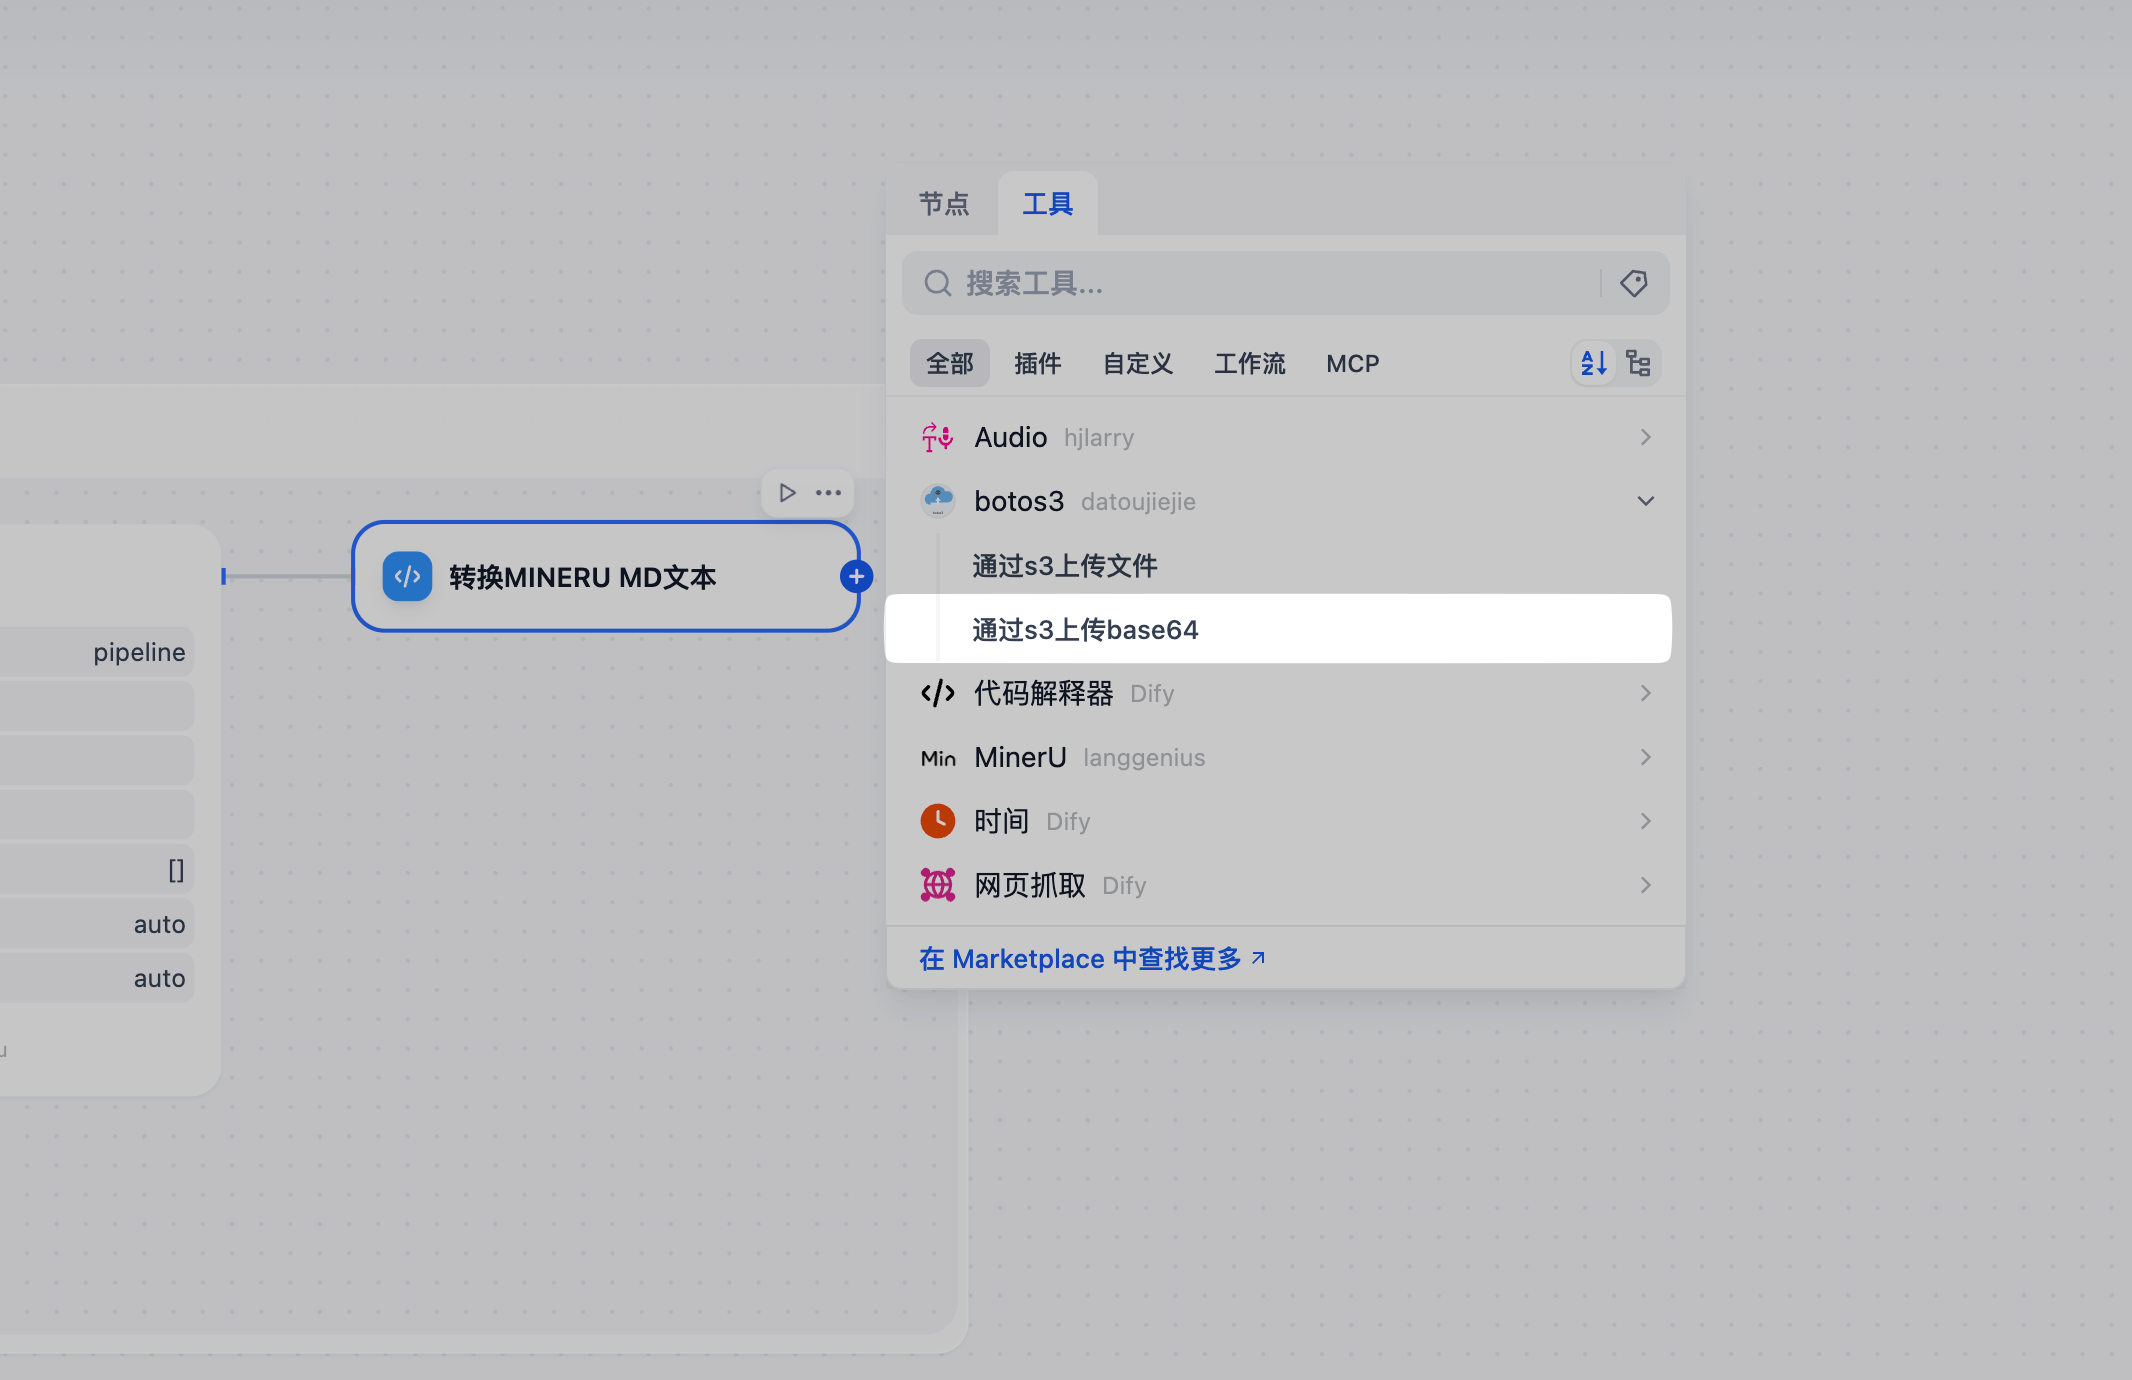 节点
工具
搜索工具...
全部
插件
自定义
工作流
MCP
Audio hjlarry
botos3 datoujiejie
通过s3上传文件
通过s3上传base64
代码解释器 Dify
Min MinerU langgenius
时间 Dify
网页抓取 Dify
在 Marketplace 中查找更多
转换MINERU MD文本
pipeline
[]
auto
auto